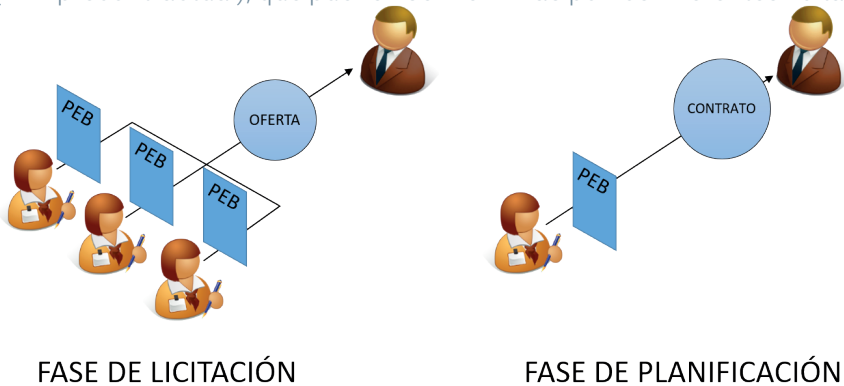 PEB
PEB
PEB
OFERTA
FASE DE LICITACIÓN
PEB
CONTRATO
FASE DE PLANIFICACIÓN